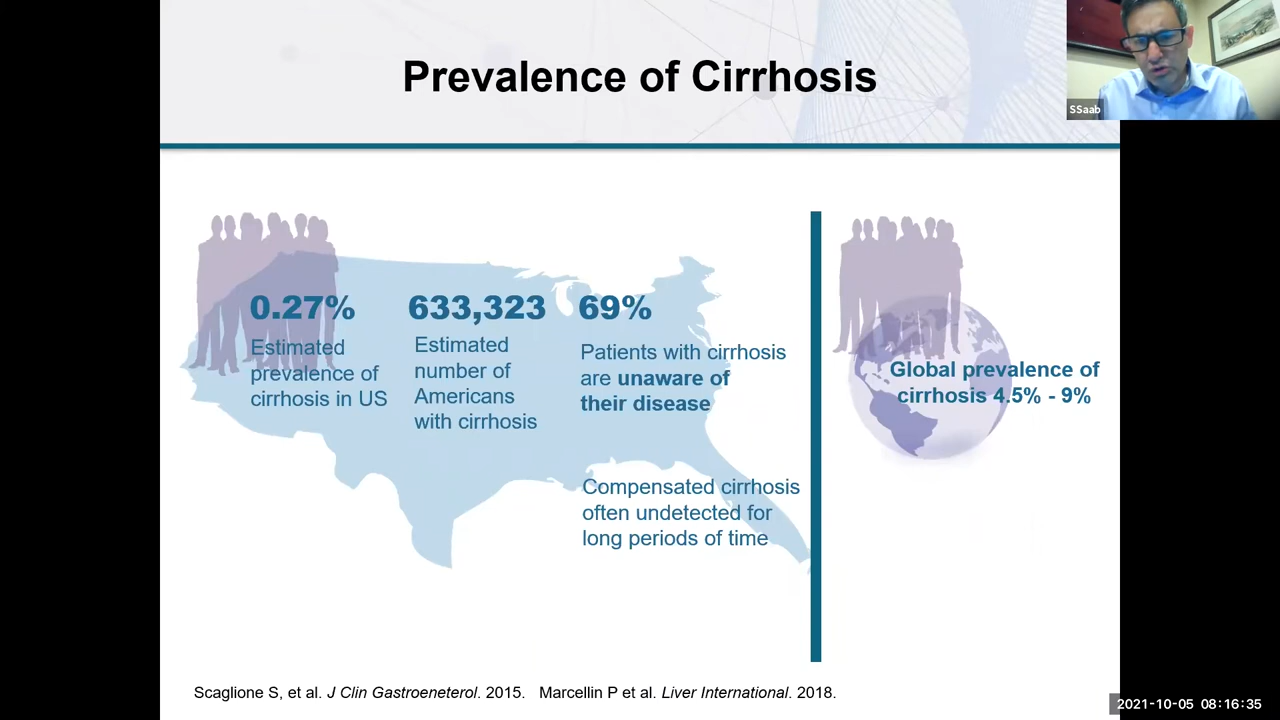 Prevalence of Cirrhosis
SSaab
0.27%
Estimated
prevalence of
cirrhosis in US
633,323
Estimated
number of
Americans
with cirrhosis
69%
Patients with cirrhosis
are unaware of
their disease
Compensated cirrhosis
often undetected for
long periods of time
Global prevalence of
cirrhosis 4.5% - 9%
Scaglione S, et al. J Clin Gastroeneterol. 2015. Marcellin P et al. Liver International. 2018.
2021-10-05 08:16:35